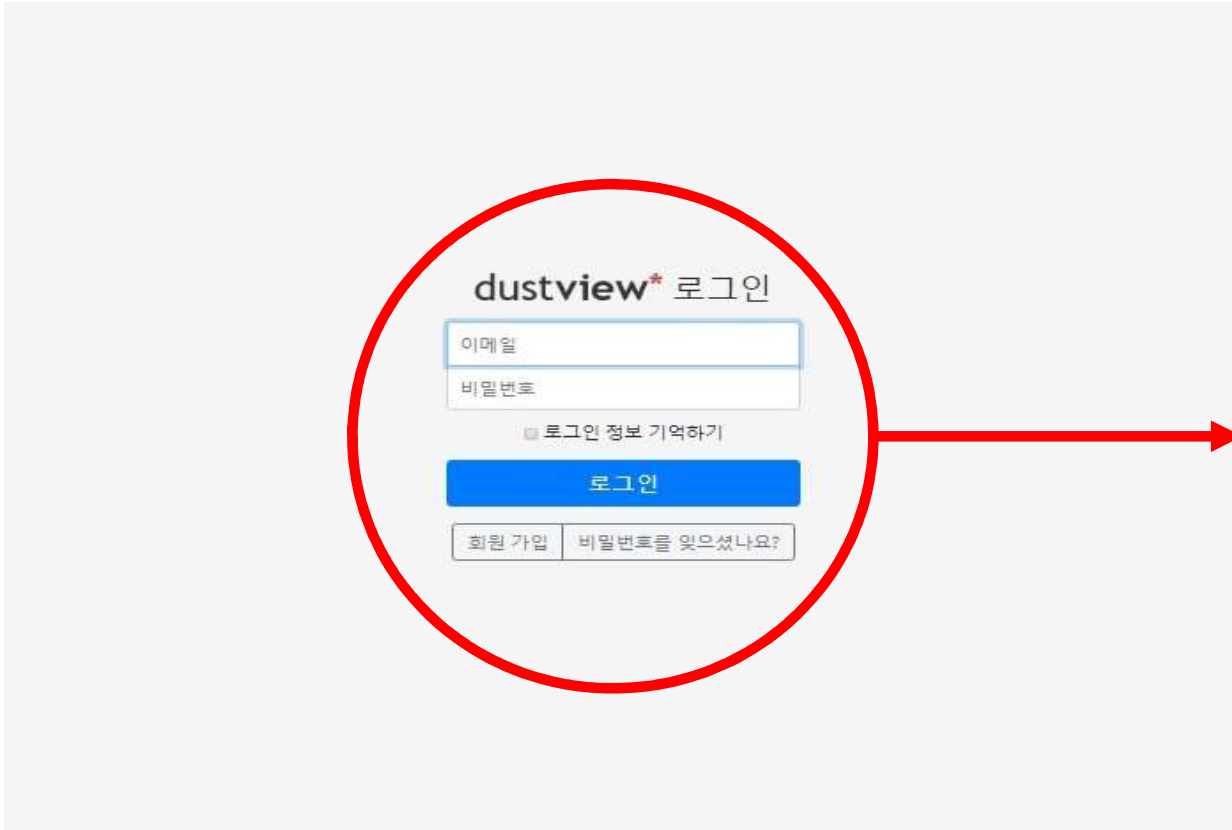 dustview* 로그인
이메일
비밀번호
로그인 정보 기억하기
로그인
회원 가입 비밀번호를 잊으셨나요?